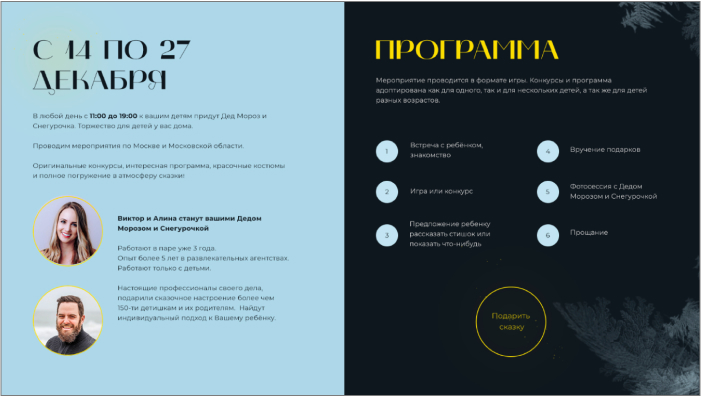 С 14 ПО 27
ДЕКАБРЯ
В любой день с 11:00 до 19:00 к вашим детям придут Дед Мороз и
Снегурочка. Торжество для детей у вас дома.
Проводим мероприятия по Москве и Московской области.
Оригинальные конкурсы, интересная программа, красочные костюмы
и полное погружение в атмосферу сказки!
Виктор и Алина станут вашими Дедом
Морозом и Снегурочкой
Работают в паре уже 3 года.
Опыт более 5 лет в развлекательных агентствах.
Работают только с детьми.
Настоящие профессионалы своего дела,
подарили сказочное настроение более чем
150-ти детишкам и их родителям. Найдут
индивидуальный подход к Вашему ребёнку.
ПРОГРАММА
Мероприятие проводится в формате игры. Конкурсы и программа
адоптирована как для одного, так и для нескольких детей, а так же для детей
разных возрастов.
1 Встреча с ребёнком,
знакомство
2 Игра или конкурс
3 Предложение ребенку
рассказать стишок или
показать что-нибудь
4 Вручение подарков
5 Фотосессия с Дедом
Морозом и Снегурочкой
6 Прощание
Подарить
сказку